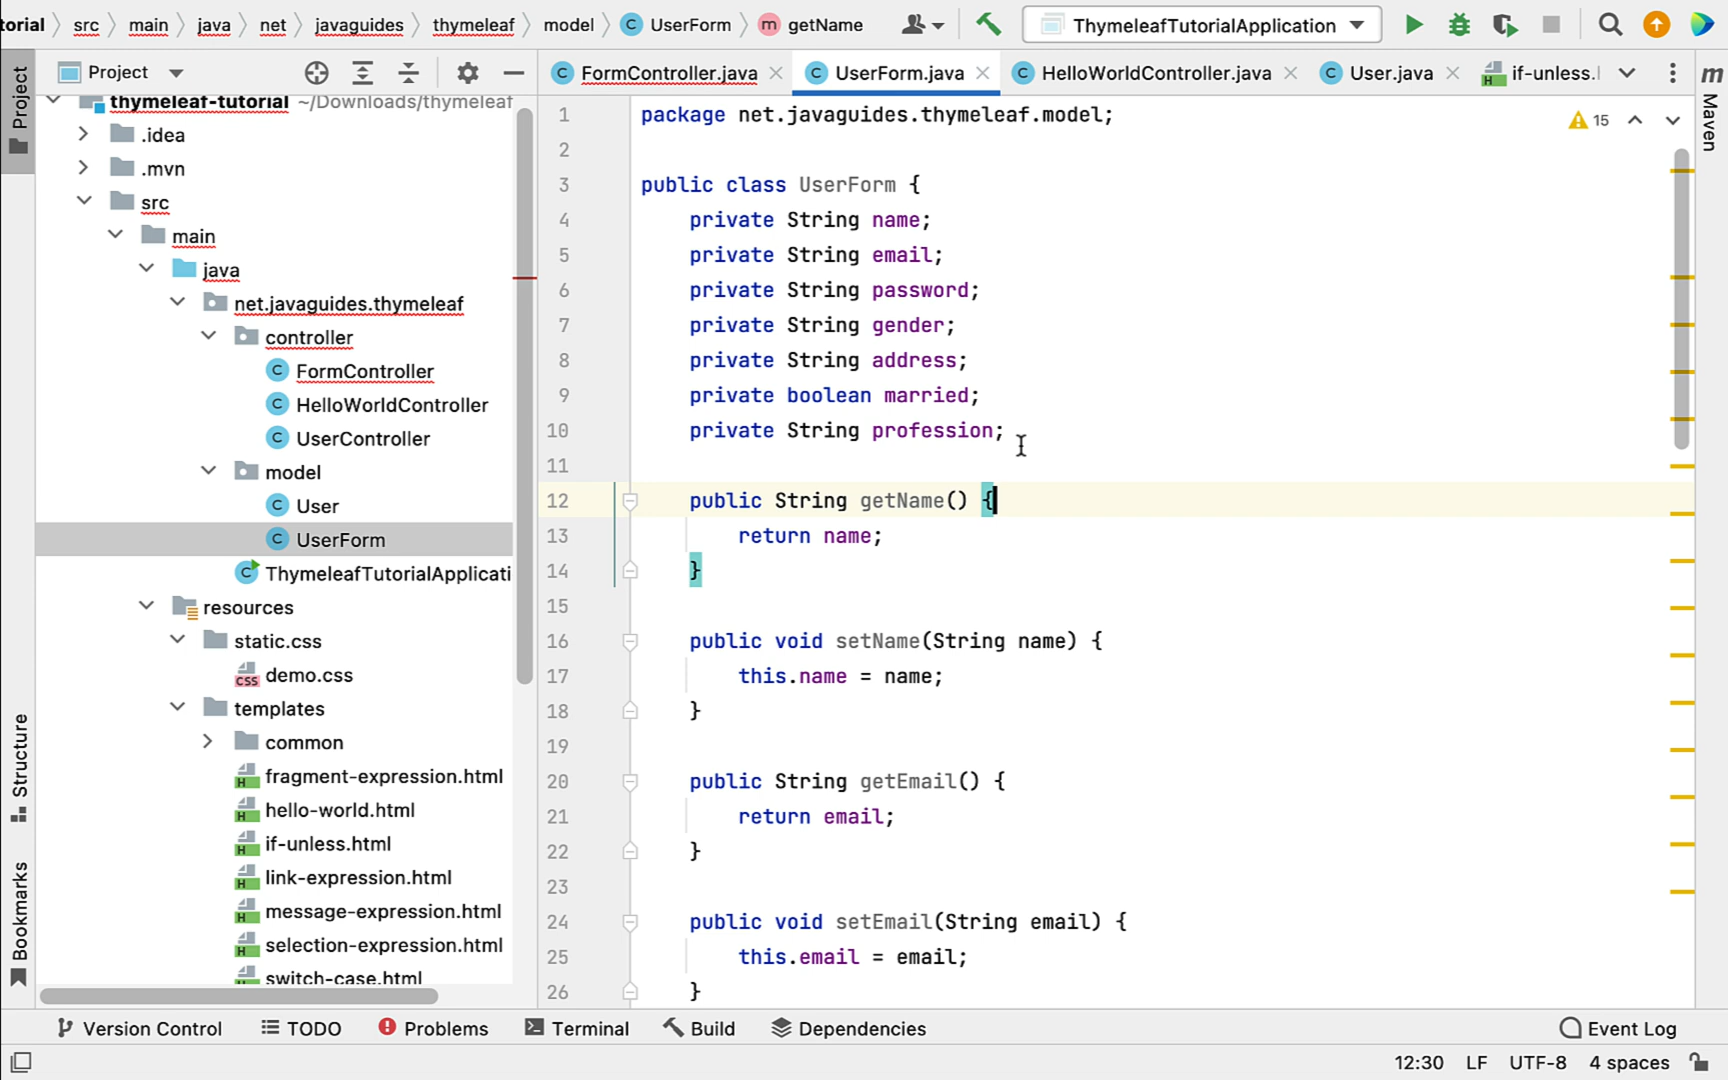 torial src main java net javaguides thymeleaf model C UserForm m getName ThymeleafTutorialApplication
Project
C FormController.java C UserForm.java C HelloWorldController.java C User.java if-unless.
m Maven
Project
thymeleaf-tutorial ~/Downloads/thymeleaf
.idea
.mvn
src
main
java
net.javaguides.thymeleaf
controller
C FormController
C HelloWorldController
C UserController
model
C User
C UserForm
C ThymeleafTutorialApplicati
resources
static.css
CSS demo.css
templates
common
H fragment-expression.html
H hello-world.html
H if-unless.html
H link-expression.html
H message-expression.html
H selection-expression.html
switch-case.html
Structure
Bookmarks
15
1 package net.javaguides.thymeleaf.model;
2
3 public class UserForm {
4 private String name;
5 private String email;
6 private String password;
7 private String gender;
8 private String address;
9 private boolean married;
10 private String profession;
11
12 public String getName() {
13 return name;
14 }
15
16 public void setName(String name) {
17 this.name = name;
18 }
19
20 public String getEmail() {
21 return email;
22 }
23
24 public void setEmail(String email) {
25 this.email = email;
26 }
Version Control TODO Problems Terminal Build Dependencies Event Log
12:30 LF UTF-8 4 spaces